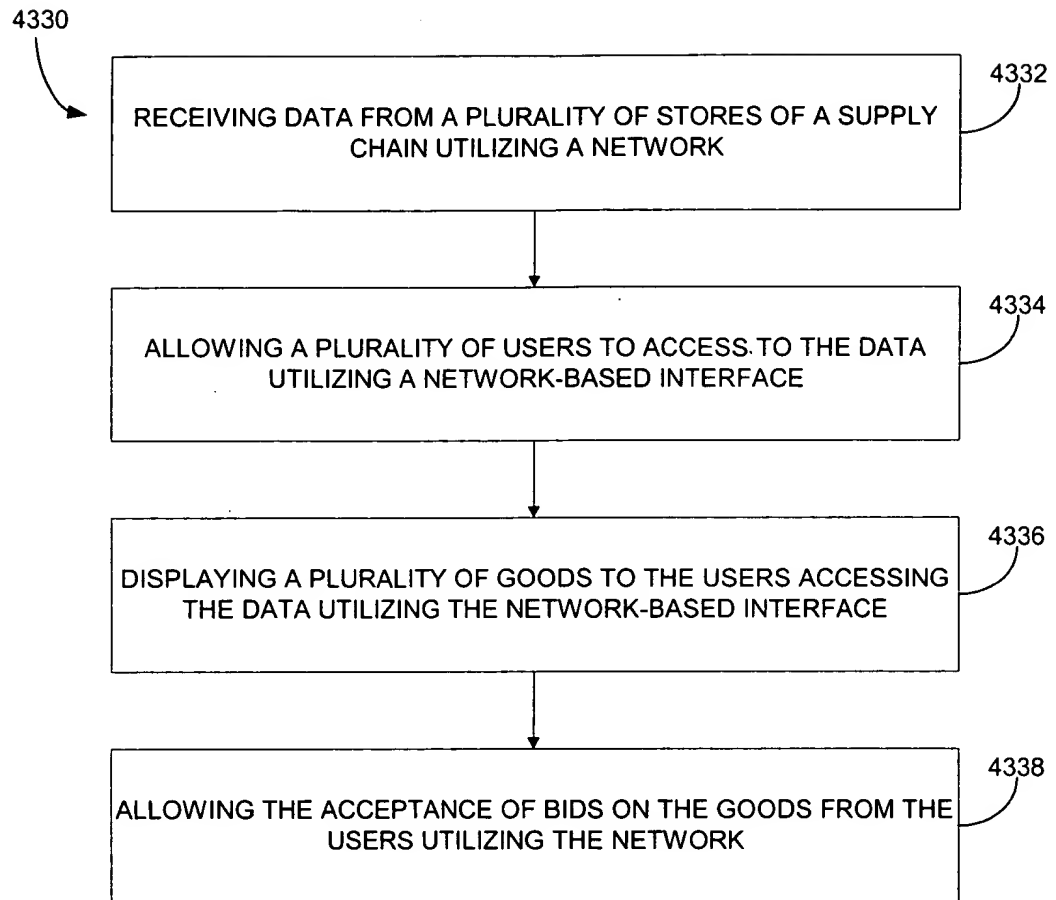 4330
4332
RECEIVING DATA FROM A PLURALITY OF STORES OF A SUPPLY
CHAIN UTILIZING A NETWORK
4334
ALLOWING A PLURALITY OF USERS TO ACCESS TO THE DATA
UTILIZING A NETWORK-BASED INTERFACE
4336
DISPLAYING A PLURALITY OF GOODS TO THE USERS ACCESSING
THE DATA UTILIZING THE NETWORK-BASED INTERFACE
4338
ALLOWING THE ACCEPTANCE OF BIDS ON THE GOODS FROM THE
USERS UTILIZING THE NETWORK